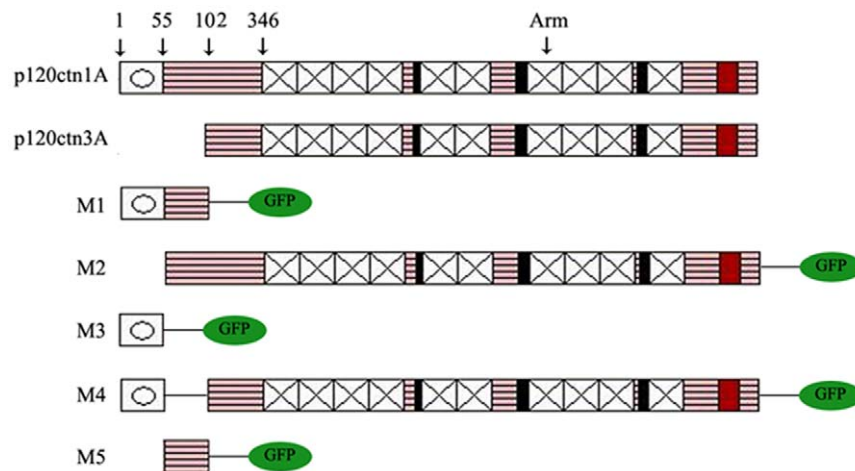 1 55 102 346 Arm
p120ctn1A
p120ctn3A
M1 GFP
M2 GFP
M3 GFP
M4 GFP
M5 GFP